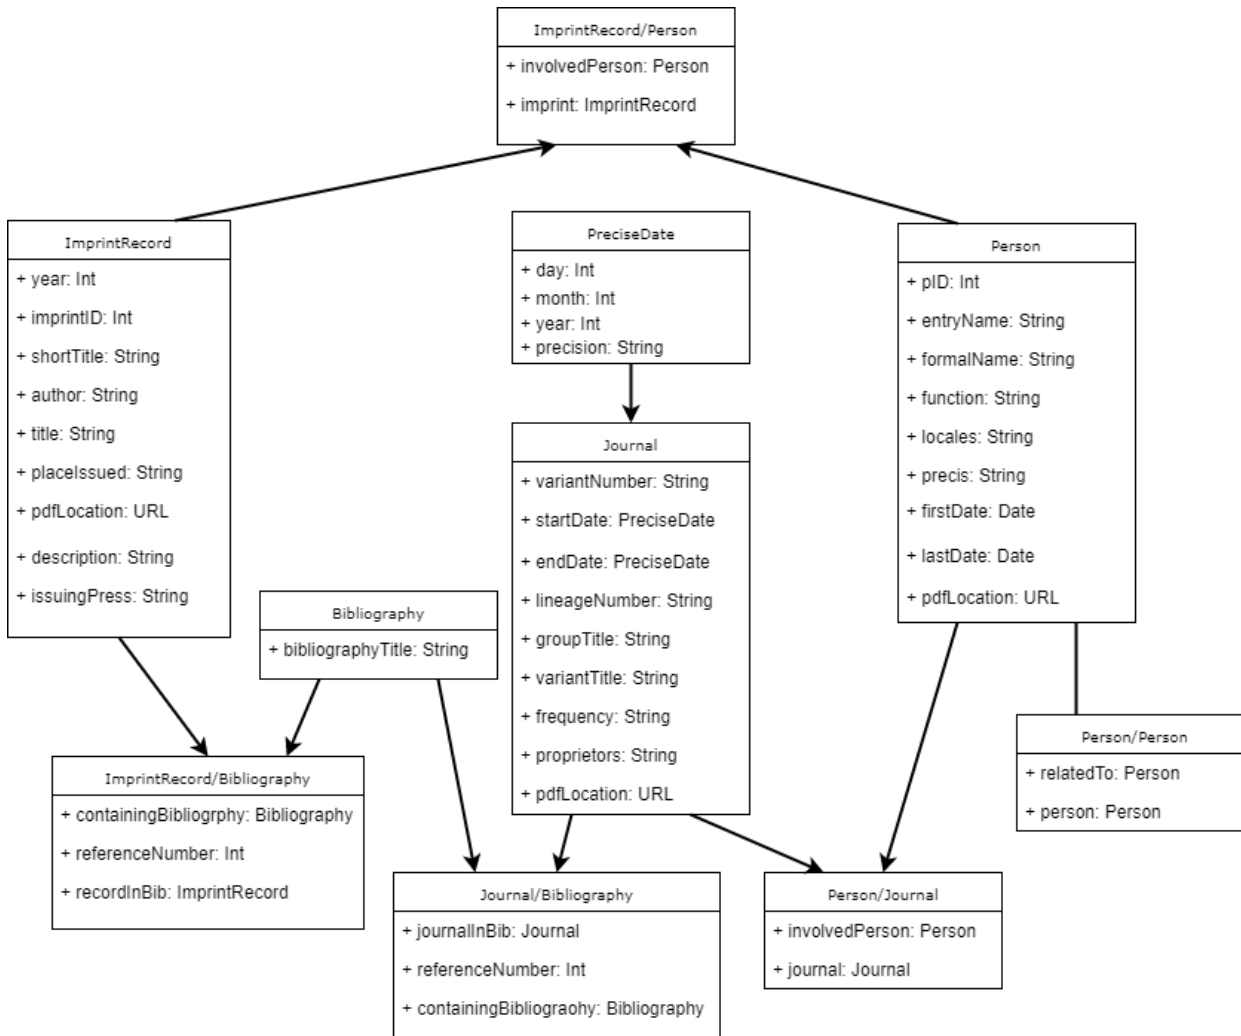 ImprintRecord/Person
+ involvedPerson: Person
+ imprint: ImprintRecord
ImprintRecord
+ year: Int
+ imprintID: Int
+ shortTitle: String
+ author: String
+ title: String
+ placeIssued: String
+ pdfLocation: URL
+ description: String
+ issuingPress: String
PreciseDate
+ day: Int
+ month: Int
+ year: Int
+ precision: String
Person
+ pID: Int
+ entryName: String
+ formalName: String
+ function: String
+ locales: String
+ precis: String
+ firstDate: Date
+ lastDate: Date
+ pdfLocation: URL
Journal
+ variantNumber: String
+ startDate: PreciseDate
+ endDate: PreciseDate
+ lineageNumber: String
+ groupTitle: String
+ variantTitle: String
+ frequency: String
+ proprietors: String
+ pdfLocation: URL
Bibliography
+ bibliographyTitle: String
Person/Person
+ relatedTo: Person
+ person: Person
ImprintRecord/Bibliography
+ containingBibliogrphy: Bibliography
+ referenceNumber: Int
+ recordInBib: ImprintRecord
Journal/Bibliography
+ journalInBib: Journal
+ referenceNumber: Int
+ containingBibliograohy: Bibliography
Person/Journal
+ involvedPerson: Person
+ journal: Journal